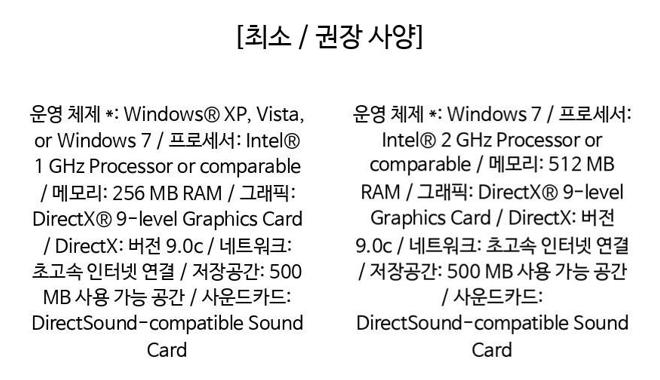 [최소 / 권장 사양]
운영 체제 *: Windows® XP, Vista,
or Windows 7 / 프로세서: Intel®
1 GHz Processor or comparable
/ 메모리: 256 MB RAM / 그래픽:
DirectX® 9-level Graphics Card
/ DirectX: 버전 9.0c / 네트워크:
초고속 인터넷 연결 / 저장공간: 500
MB 사용 가능 공간 / 사운드카드:
DirectSound-compatible Sound
Card
운영 체제 *: Windows 7 / 프로세서:
Intel® 2 GHz Processor or
comparable / 메모리: 512 MB
RAM / 그래픽: DirectX® 9-level
Graphics Card / DirectX: 버전
9.0c / 네트워크: 초고속 인터넷 연결
/ 저장공간: 500 MB 사용 가능 공간
/ 사운드카드:
DirectSound-compatible Sound
Card